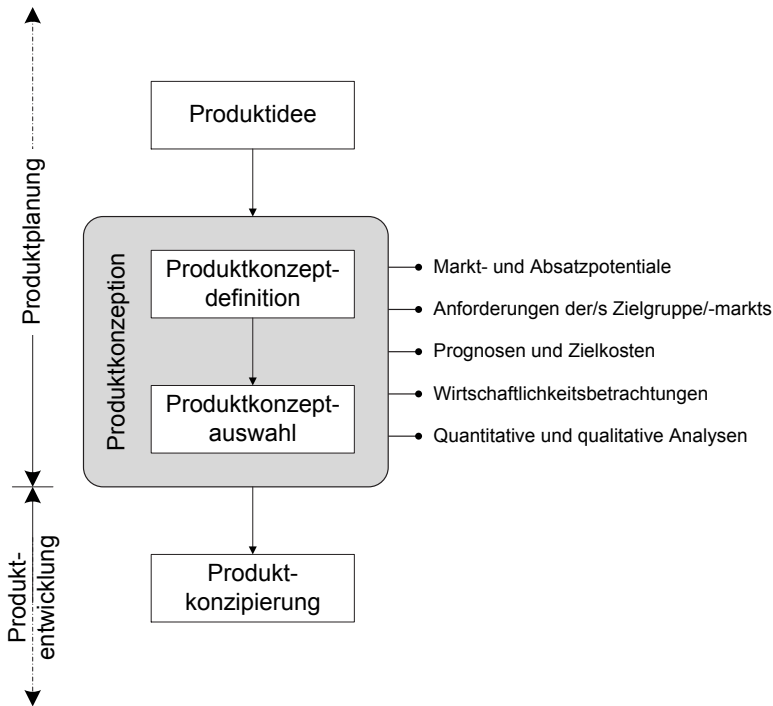 Produktplanung
Produktidee
Produktkonzeption
Produktkonzept-
definition
Produktkonzept-
auswahl
Markt- und Absatzpotentiale
Anforderungen der/s Zielgruppe/-markts
Prognosen und Zielkosten
Wirtschaftlichkeitsbetrachtungen
Quantitative und qualitative Analysen
Produkt-
entwicklung
Produkt-
konzipierung